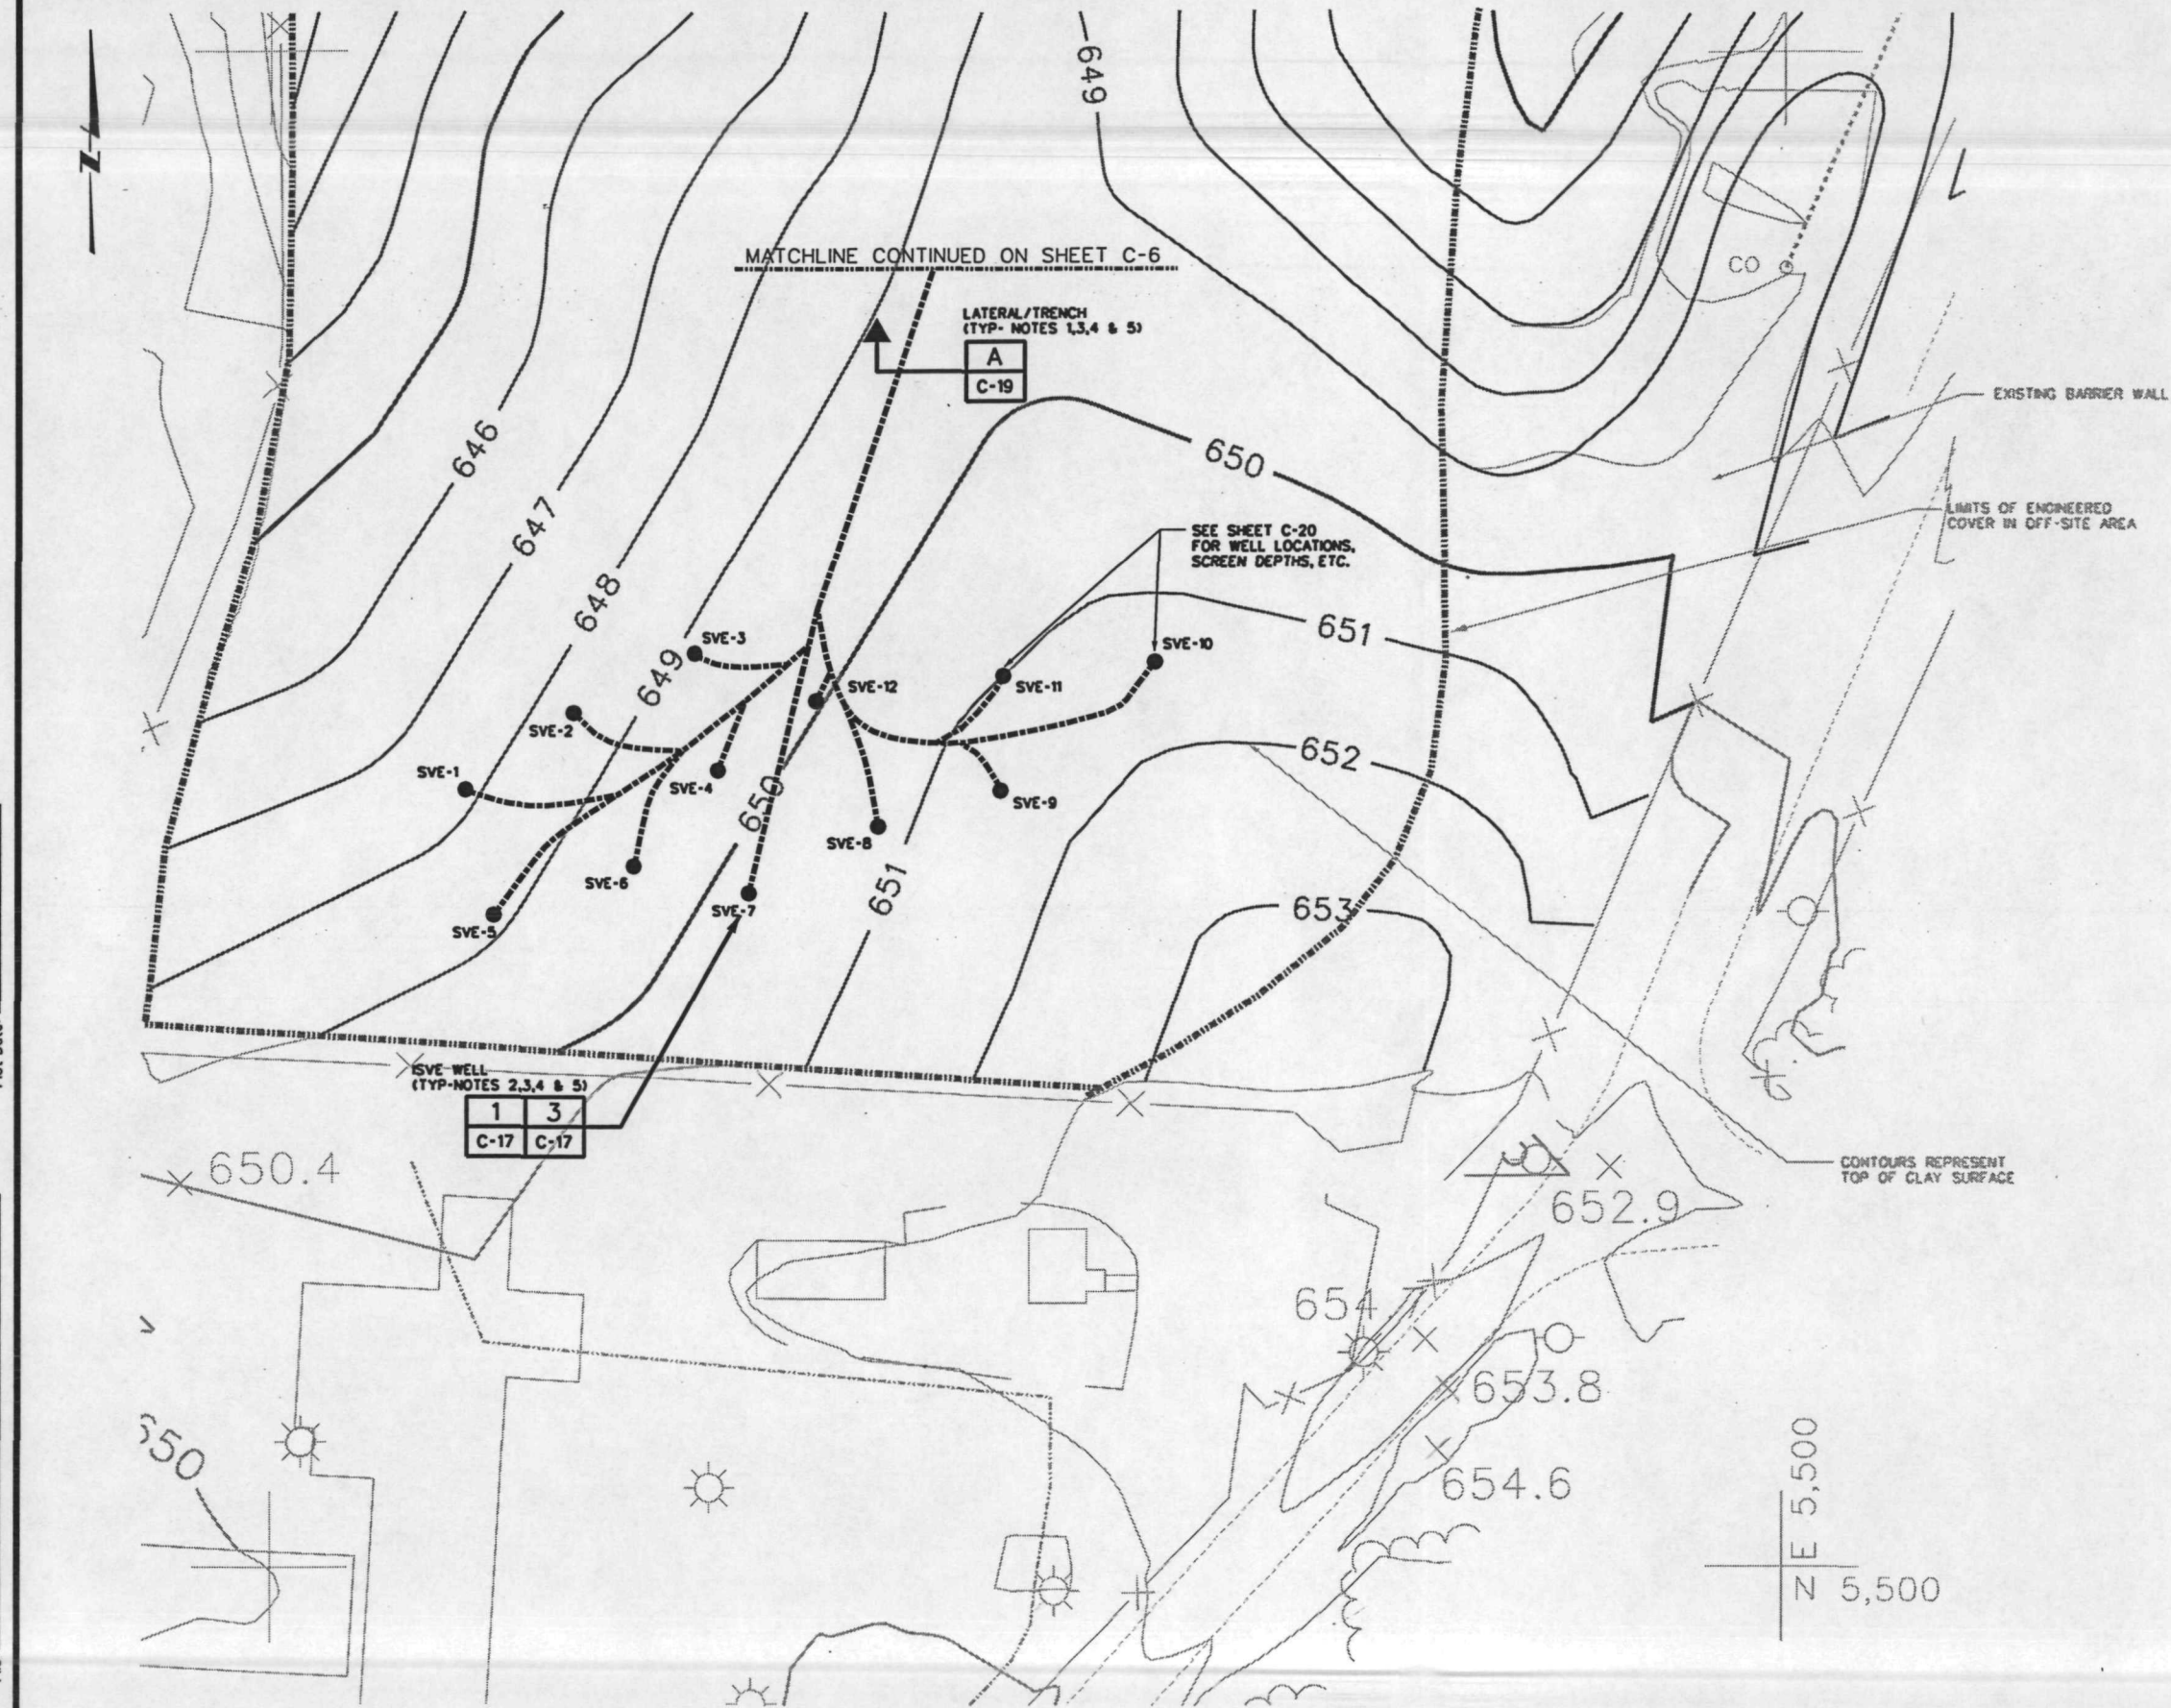 649
N
MATCHLINE CONTINUED ON SHEET C-6
CO
LATERAL/TRENCH
(TYP- NOTES 1,3,4 & 5)
A
C-19
EXISTING BARRIER WALL
646
650
LIMITS OF ENGINEERED
COVER IN OFF-SITE AREA
647
SEE SHEET C-20
FOR WELL LOCATIONS,
SCREEN DEPTHS, ETC.
648
651
SVE-3
SVE-10
649
SVE-12
SVE-11
SVE-2
652
SVE-1
SVE-4
650
SVE-9
SVE-8
SVE-6
651
SVE-7
653
SVE-5
ISVE WELL
(TYP-NOTES 2,3,4 & 5)
1 3
C-17 C-17
650.4
CONTOURS REPRESENT
TOP OF CLAY SURFACE
652.9
654
653.8
650
654.6
E 5,500
N 5,500